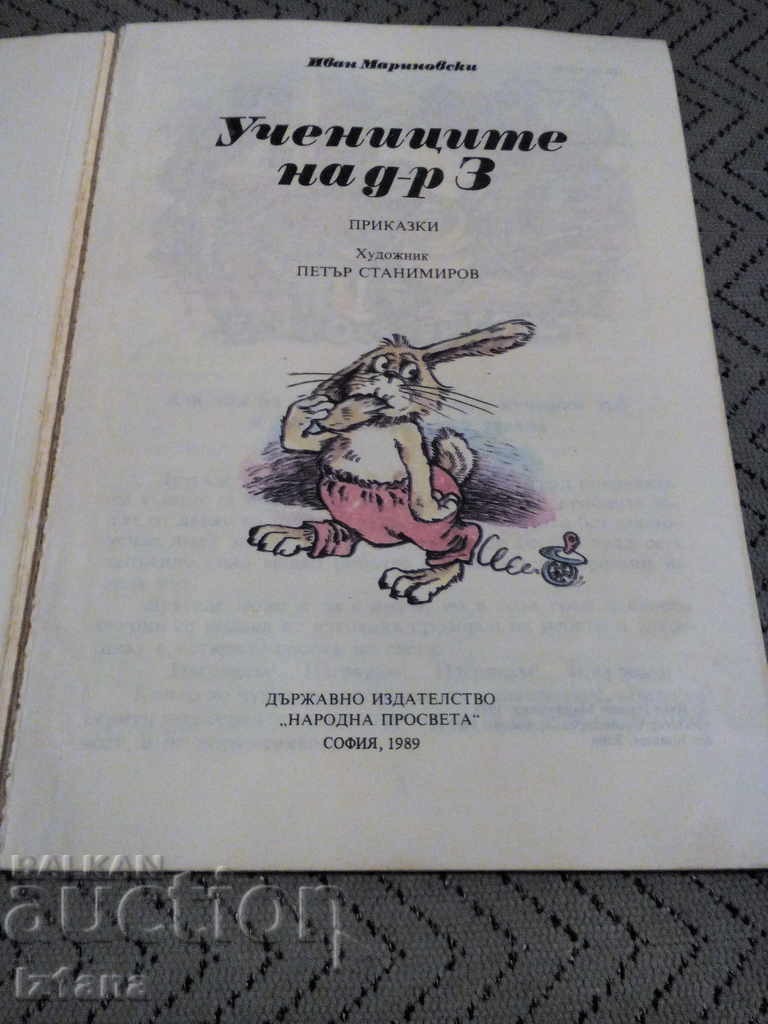 Иван Мариновски
Учениците
на д-р З
ПРИКАЗКИ
Художник
ПЕТЪР СТАНИМИРОВ
ДЪРЖАВНО ИЗДАТЕЛСТВО
„НАРОДНА ПРОСВЕТА“
СОФИЯ, 1989
BALKAN
auction
Iztana